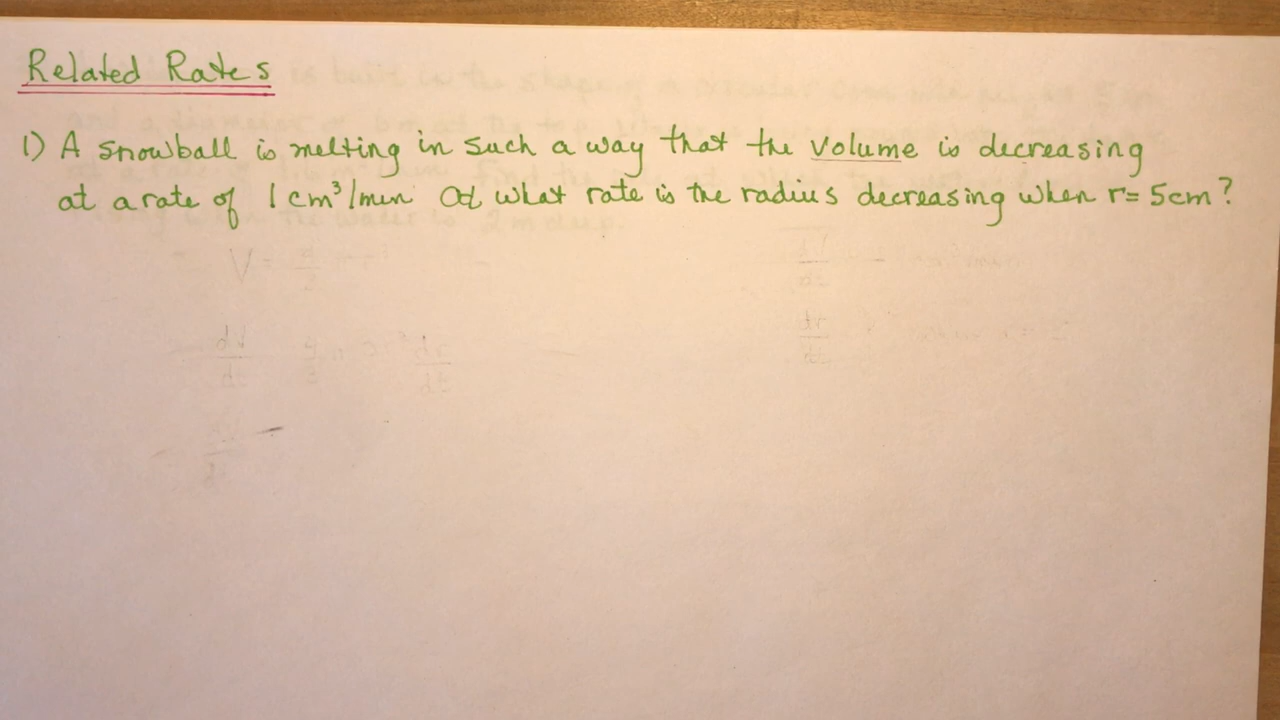 Related Rates
1) A snowball is melting in such a way that the volume is decreasing
at a rate of 1 cm³/min At what rate is the radius decreasing when r = 5cm?